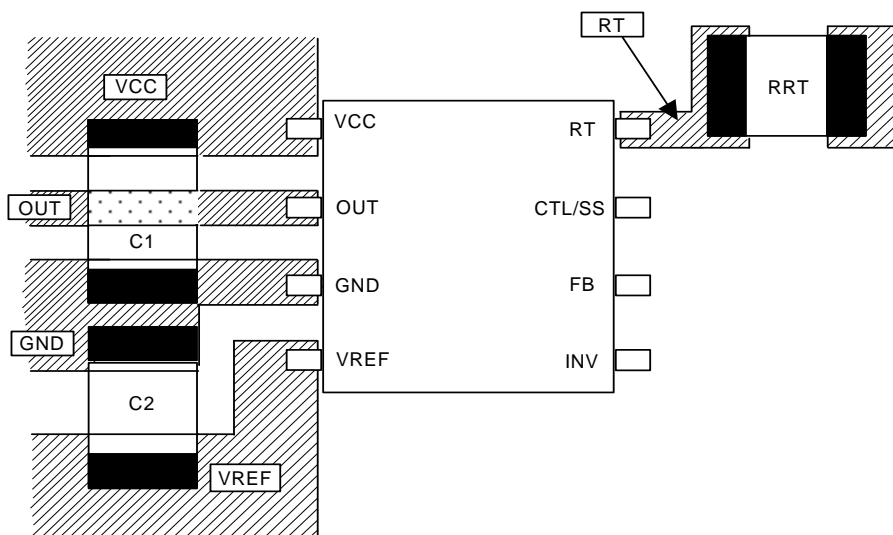 RT
VCC
RRT
VCC
RT
OUT
OUT
CTL/SS
C1
GND
FB
GND
VREF
INV
C2
VREF